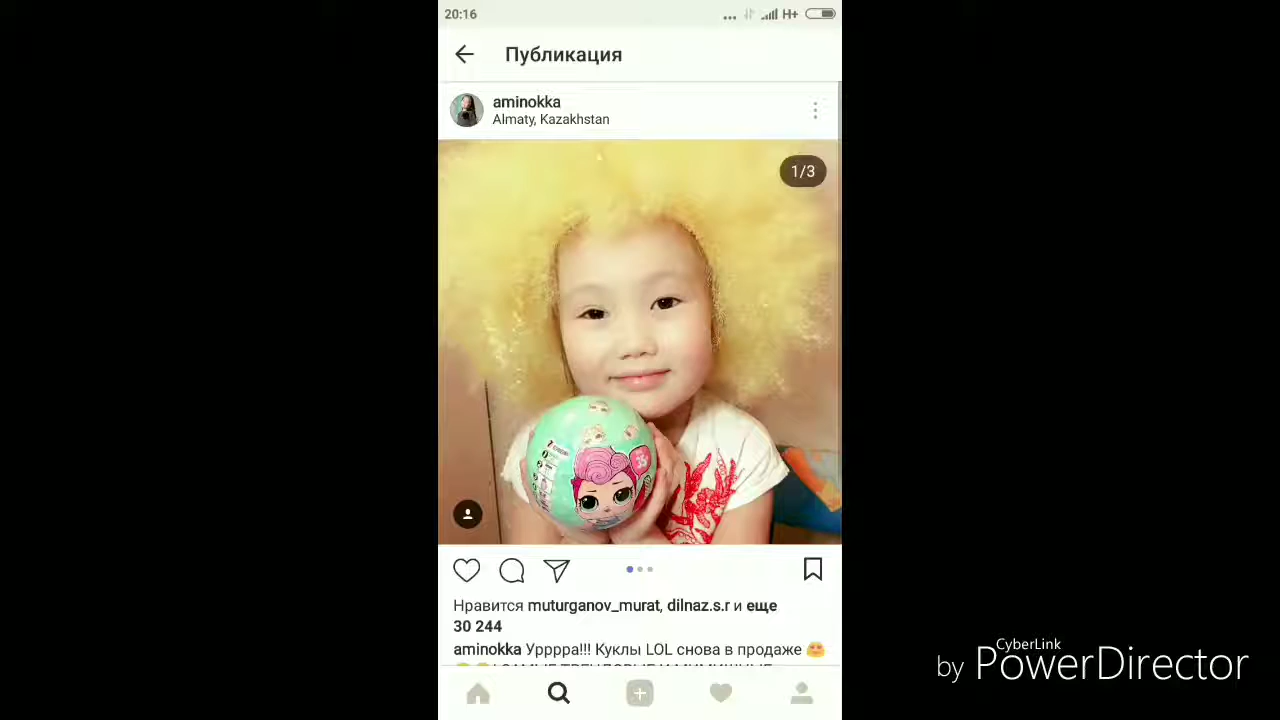 20:16
H+
Публикация
aminokka
Almaty, Kazakhstan
1/3
Нравится muturganov_murat, dilnaz.s.r и еще
30 244
aminokka Уррррa!!! Куклы LOL снова в продаже 😍
CyberLink
by PowerDirector